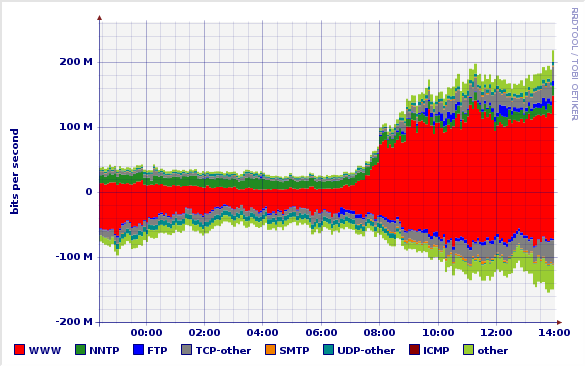 RRDTOOL / TOBI OETIKER
bits per second
200 M
100 M
0
-100 M
-200 M
00:00 02:00 04:00 06:00 08:00 10:00 12:00 14:00
WWW NNTP FTP TCP-other SMTP UDP-other ICMP other